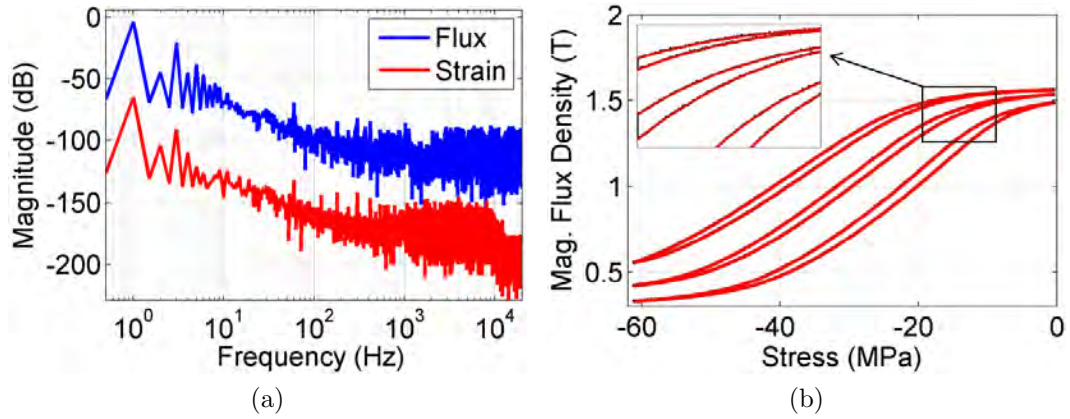 0
-50
-100
-150
-200
Magnitude (dB)
Flux
Strain
10^0
10^1
10^2
10^3
10^4
Frequency (Hz)
(a)
2
1.5
1
0.5
Mag. Flux Density (T)
-60
-40
-20
0
Stress (MPa)
(b)